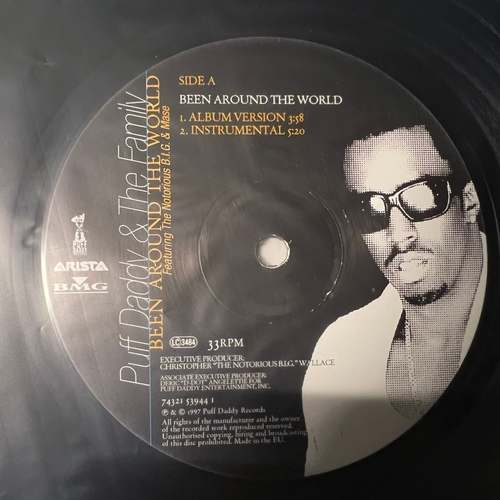 Puff Daddy & The Family
BEEN AROUND THE WORLD
Featuring The Notorious B.I.G. & Mase
SIDE A
BEEN AROUND THE WORLD
1. ALBUM VERSION 3:58
2. INSTRUMENTAL 5:20
ARISTA
BMG
LC 3484
33RPM
EXECUTIVE PRODUCER:
CHRISTOPHER "THE NOTORIOUS B.I.G." WALLACE
ASSOCIATE EXECUTIVE PRODUCER:
DERIC "D-DOT" ANGELETTIE FOR
PUFF DADDY ENTERTAINMENT, INC.
74321 53944 1
℗ & © 1997 Puff Daddy Records
All rights of the manufacturer and the owner
of the recorded work reproduced reserved.
Unauthorised copying, hiring and broadcasting
of this disc prohibited. Made in the EU.